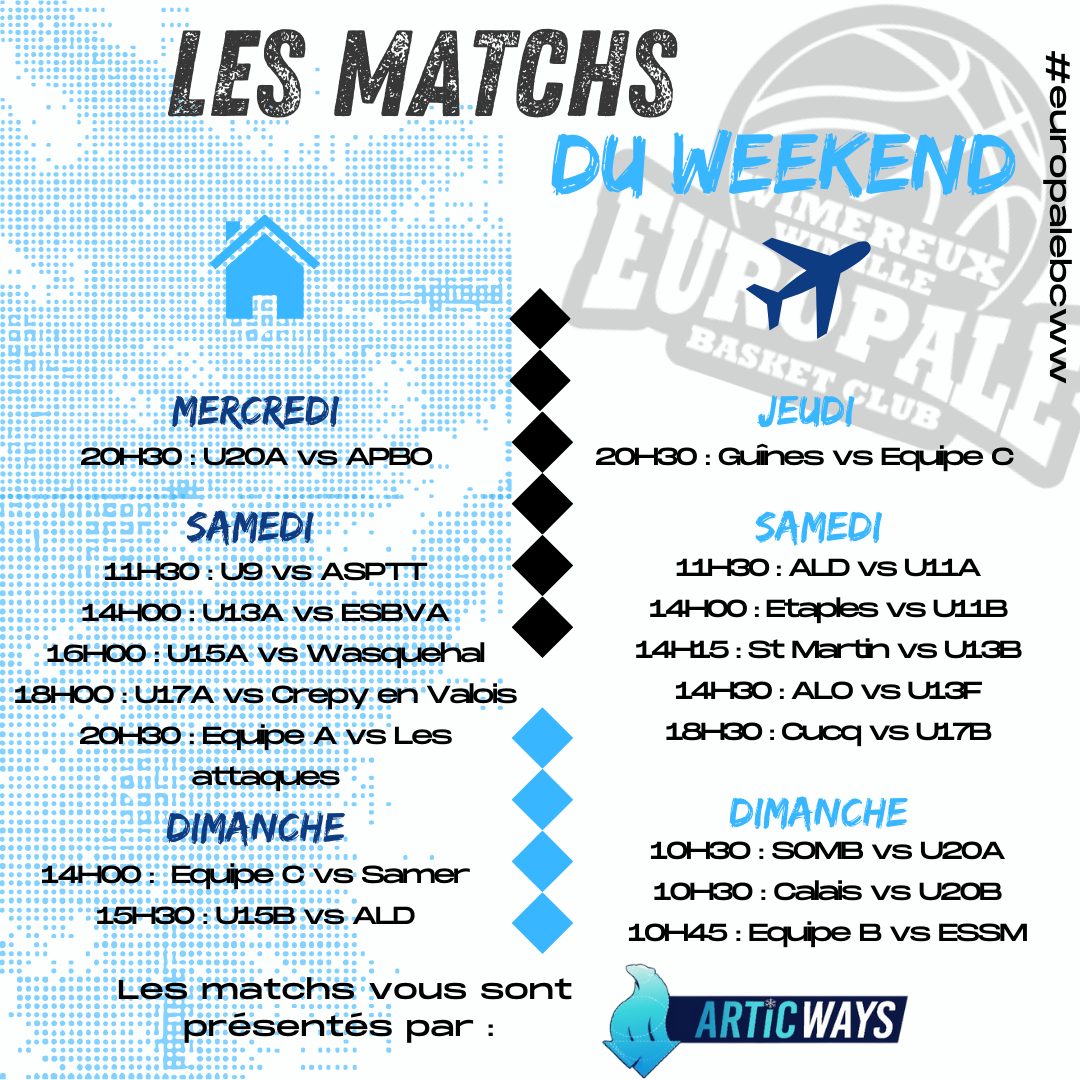 LES MATCHS
DU WEEKEND
#europalebcww
WIMEREUX
WIMILLE
EUROPALE
BASKET CLUB
MERCREDI
20H30 : U20A vs APBO
SAMEDI
11H30 : U9 vs ASPTT
14H00 : U13A vs ESBVA
16H00 : U15A vs Wasquehal
18H00 : U17A vs Crepy en Valois
20H30 : Equipe A vs Les
attaques
DIMANCHE
14H00 : Equipe C vs Samer
15H30 : U15B vs ALD
JEUDI
20H30 : Guînes vs Equipe C
SAMEDI
11H30 : ALD vs U11A
14H00 : Etaples vs U11B
14H15 : St Martin vs U13B
14H30 : ALO vs U13F
18H30 : Cucq vs U17B
DIMANCHE
10H30 : SOMB vs U20A
10H30 : Calais vs U20B
10H45 : Equipe B vs ESSM
Les matchs vous sont
présentés par :
ARTIC WAYS